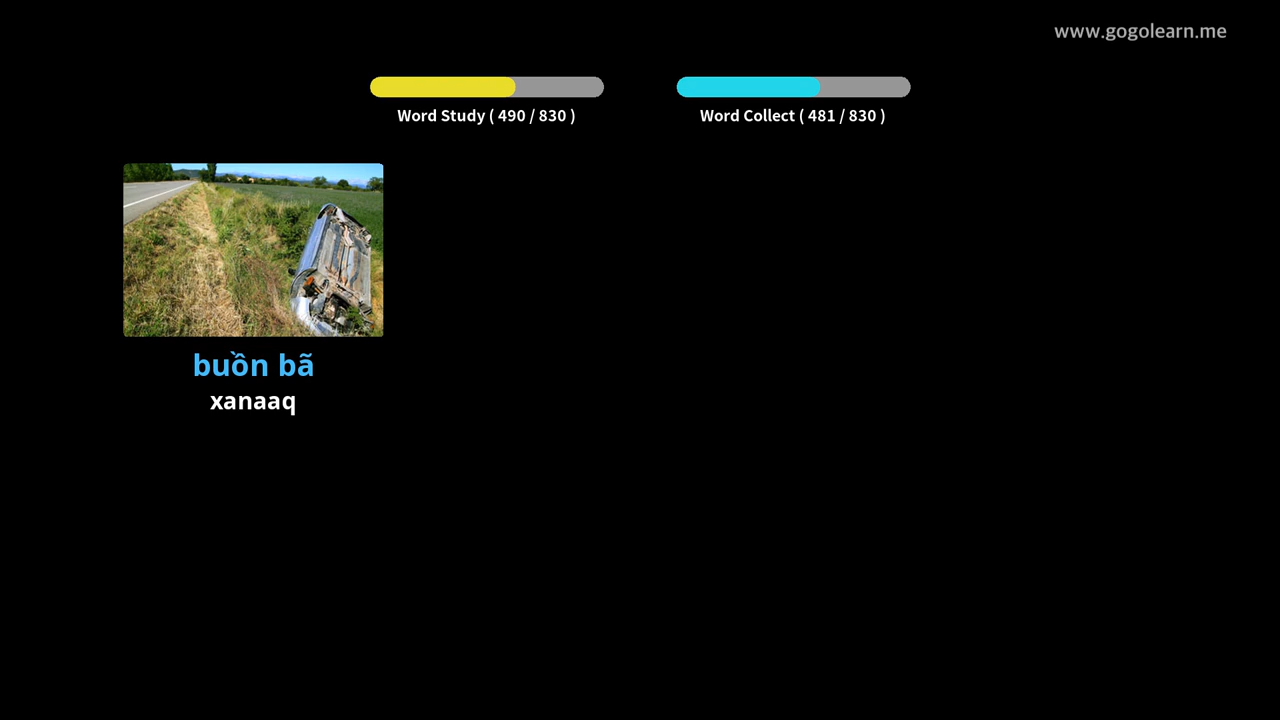 www.gogolearn.me
Word Study ( 490 / 830 )
Word Collect ( 481 / 830 )
buồn bã
xanaaq